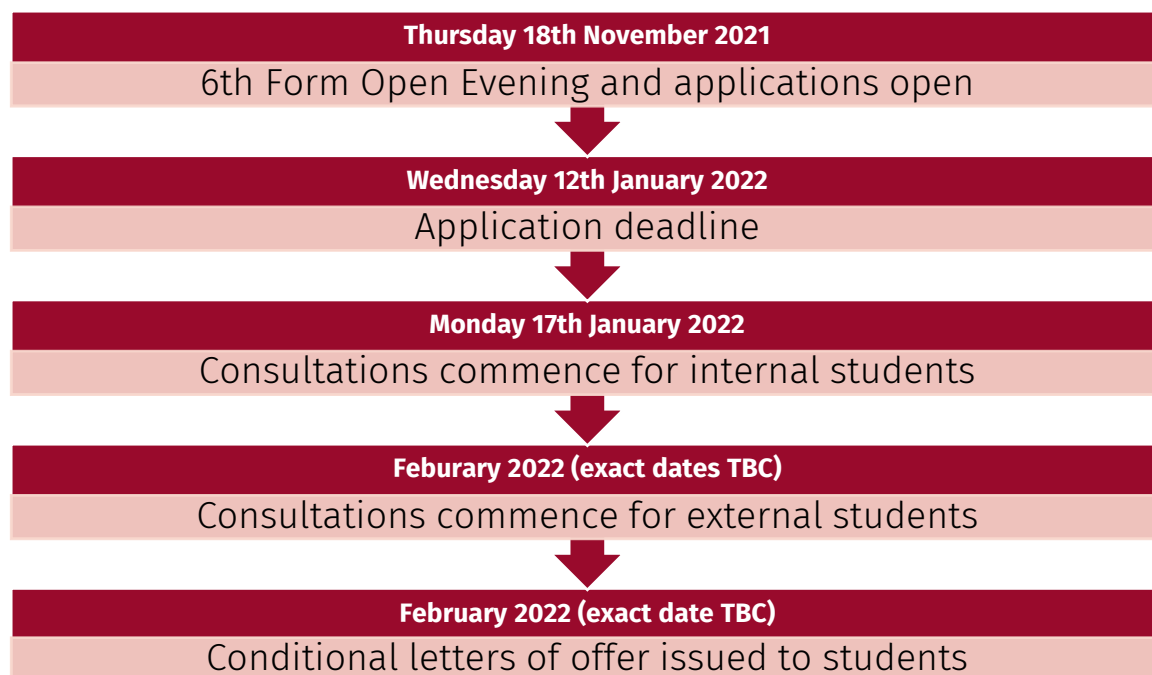 Thursday 18th November 2021
6th Form Open Evening and applications open
Wednesday 12th January 2022
Application deadline
Monday 17th January 2022
Consultations commence for internal students
Feburary 2022 (exact dates TBC)
Consultations commence for external students
February 2022 (exact date TBC)
Conditional letters of offer issued to students